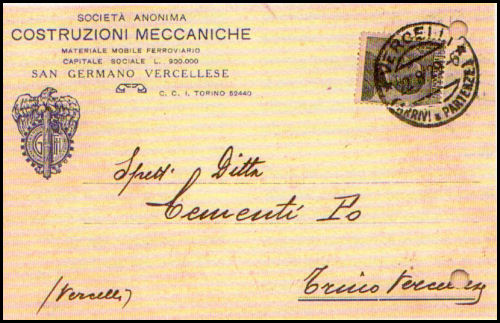 SOCIETÀ ANONIMA
COSTRUZIONI MECCANICHE
MATERIALE MOBILE FERROVIARIO
CAPITALE SOCIALE L. 900.000
SAN GERMANO VERCELLESE
C. C. I. TORINO 52440
VERCELLI
ARRIVI E PARTENZE
Spett. Ditta
Cementi Po
(Vercelli)
Trino